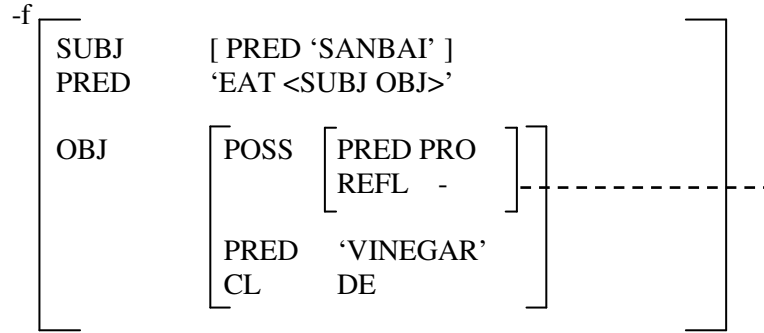 -f
SUBJ [ PRED ‘SANBAI’ ]
PRED ‘EAT <SUBJ OBJ>’
OBJ POSS PRED PRO
REFL -
PRED ‘VINEGAR’
CL DE